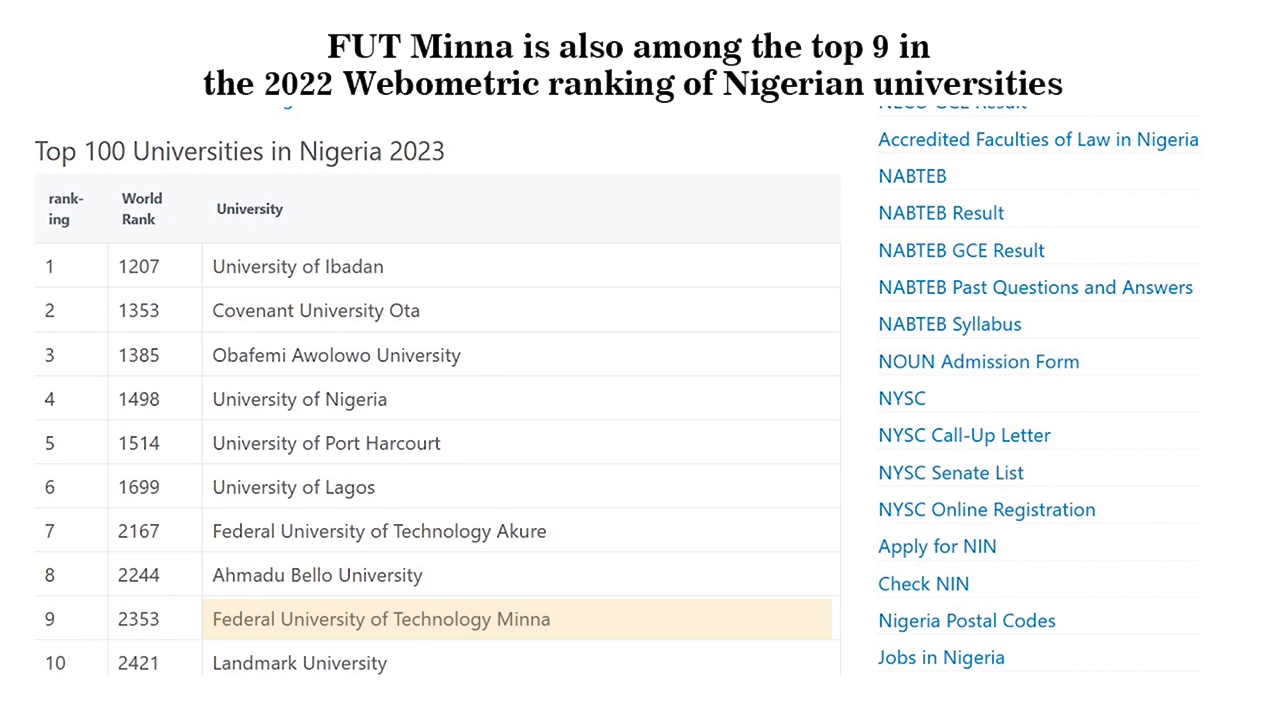 FUT Minna is also among the top 9 in
the 2022 Webometric ranking of Nigerian universities
Top 100 Universities in Nigeria 2023
rank-
ing
World
Rank
University
1 1207 University of Ibadan
2 1353 Covenant University Ota
3 1385 Obafemi Awolowo University
4 1498 University of Nigeria
5 1514 University of Port Harcourt
6 1699 University of Lagos
7 2167 Federal University of Technology Akure
8 2244 Ahmadu Bello University
9 2353 Federal University of Technology Minna
10 2421 Landmark University
Accredited Faculties of Law in Nigeria
NABTEB
NABTEB Result
NABTEB GCE Result
NABTEB Past Questions and Answers
NABTEB Syllabus
NOUN Admission Form
NYSC
NYSC Call-Up Letter
NYSC Senate List
NYSC Online Registration
Apply for NIN
Check NIN
Nigeria Postal Codes
Jobs in Nigeria